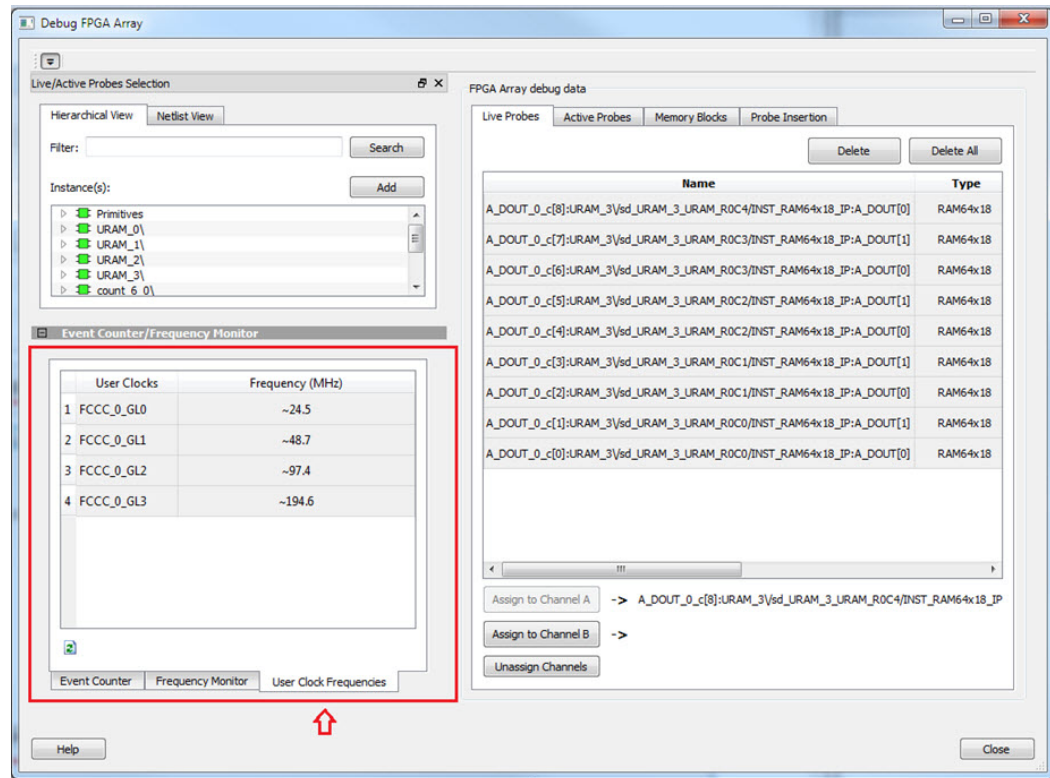 Debug FPGA Array
Live/Active Probes Selection
Hierarchical View Netlist View
Filter: Search
Instance(s): Add
Primitives
URAM_0\
URAM_1\
URAM_2\
URAM_3\
count_6_0\
Event Counter/Frequency Monitor
User Clocks Frequency (MHz)
1 FCCC_0_GL0 ~24.5
2 FCCC_0_GL1 ~48.7
3 FCCC_0_GL2 ~97.4
4 FCCC_0_GL3 ~194.6
Event Counter Frequency Monitor User Clock Frequencies
Help
FPGA Array debug data
Live Probes Active Probes Memory Blocks Probe Insertion
Delete Delete All
Name Type
A_DOUT_0_c[8]:URAM_3\/sd_URAM_3_URAM_R0C4/INST_RAM64x18_IP:A_DOUT[0] RAM64x18
A_DOUT_0_c[7]:URAM_3\/sd_URAM_3_URAM_R0C3/INST_RAM64x18_IP:A_DOUT[1] RAM64x18
A_DOUT_0_c[6]:URAM_3\/sd_URAM_3_URAM_R0C3/INST_RAM64x18_IP:A_DOUT[0] RAM64x18
A_DOUT_0_c[5]:URAM_3\/sd_URAM_3_URAM_R0C2/INST_RAM64x18_IP:A_DOUT[1] RAM64x18
A_DOUT_0_c[4]:URAM_3\/sd_URAM_3_URAM_R0C2/INST_RAM64x18_IP:A_DOUT[0] RAM64x18
A_DOUT_0_c[3]:URAM_3\/sd_URAM_3_URAM_R0C1/INST_RAM64x18_IP:A_DOUT[1] RAM64x18
A_DOUT_0_c[2]:URAM_3\/sd_URAM_3_URAM_R0C1/INST_RAM64x18_IP:A_DOUT[0] RAM64x18
A_DOUT_0_c[1]:URAM_3\/sd_URAM_3_URAM_R0C0/INST_RAM64x18_IP:A_DOUT[1] RAM64x18
A_DOUT_0_c[0]:URAM_3\/sd_URAM_3_URAM_R0C0/INST_RAM64x18_IP:A_DOUT[0] RAM64x18
Assign to Channel A -> A_DOUT_0_c[8]:URAM_3\/sd_URAM_3_URAM_R0C4/INST_RAM64x18_IP
Assign to Channel B ->
Unassign Channels
Close